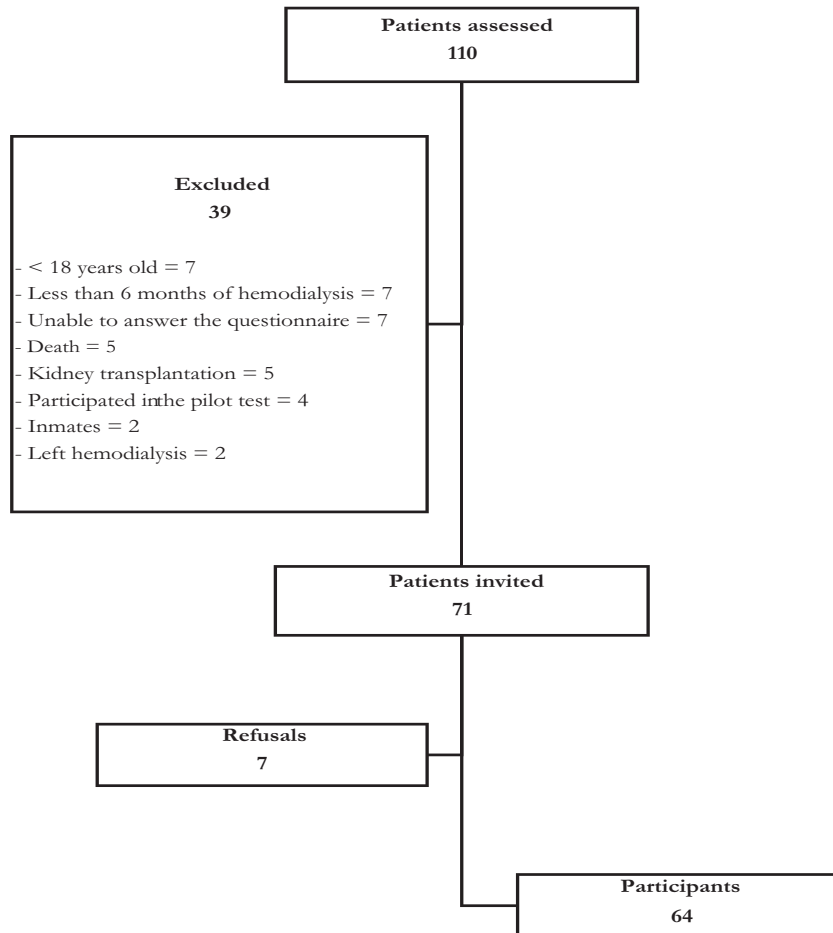 Patients assessed
110
Excluded
39
- < 18 years old = 7
- Less than 6 months of hemodialysis = 7
- Unable to answer the questionnaire = 7
- Death = 5
- Kidney transplantation = 5
- Participated inthe pilot test = 4
- Inmates = 2
- Left hemodialysis = 2
Patients invited
71
Refusals
7
Participants
64